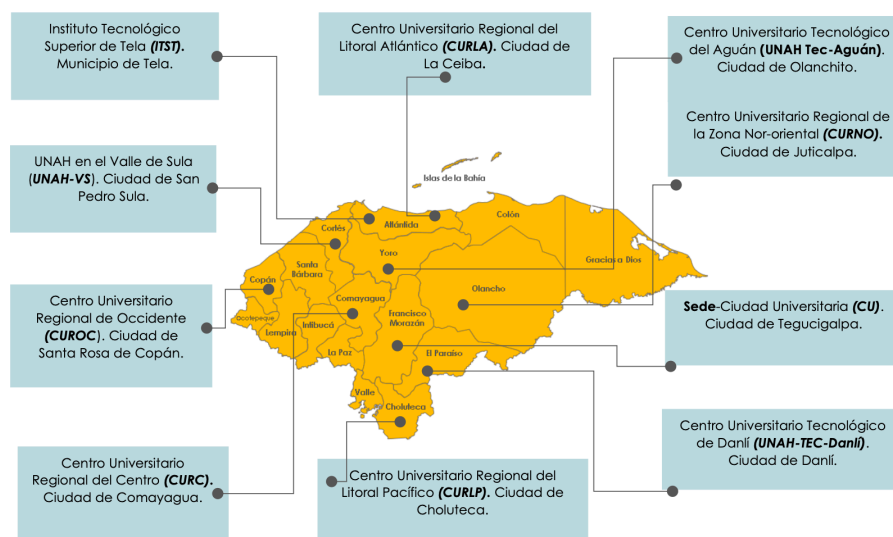 Instituto Tecnológico
Superior de Tela (ITST).
Municipio de Tela.
Centro Universitario Regional del
Litoral Atlántico (CURLA). Ciudad de
La Ceiba.
Centro Universitario Tecnológico
del Aguán (UNAH Tec-Aguán).
Ciudad de Olanchito.
Centro Universitario Regional de
la Zona Nor-oriental (CURNO).
Ciudad de Juticalpa.
UNAH en el Valle de Sula
(UNAH-VS). Ciudad de San
Pedro Sula.
Islas de la Bahía
Colón
Atlántida
Cortés
Yoro
Gracias a Dios
Santa
Bárbara
Copán
Olancho
Comayagua
Ocotepeque
Francisco
Morazán
Intibucá
Lempira
La Paz
El Paraíso
Valle
Choluteca
Centro Universitario
Regional de Occidente
(CUROC). Ciudad de
Santa Rosa de Copán.
Sede-Ciudad Universitaria (CU).
Ciudad de Tegucigalpa.
Centro Universitario Tecnológico
de Danlí (UNAH-TEC-Danlí).
Ciudad de Danlí.
Centro Universitario
Regional del Centro (CURC).
Ciudad de Comayagua.
Centro Universitario Regional del
Litoral Pacífico (CURLP). Ciudad de
Choluteca.